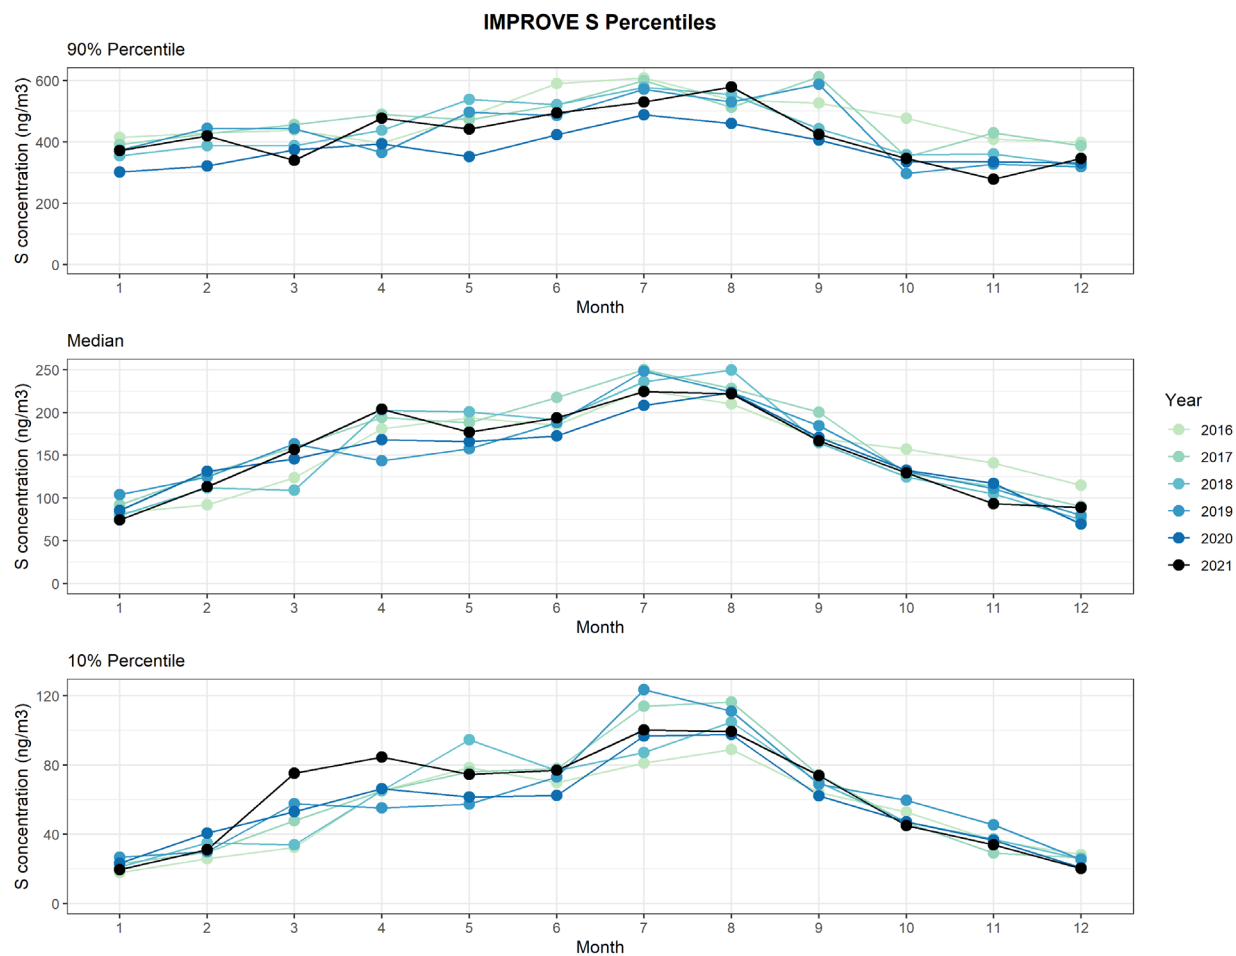 IMPROVE S Percentiles
90% Percentile
S concentration (ng/m3)
600
400
200
0
1 2 3 4 5 6 7 8 9 10 11 12
Month
Median
S concentration (ng/m3)
250
200
150
100
50
0
1 2 3 4 5 6 7 8 9 10 11 12
Month
Year
2016
2017
2018
2019
2020
2021
10% Percentile
S concentration (ng/m3)
120
80
40
0
1 2 3 4 5 6 7 8 9 10 11 12
Month